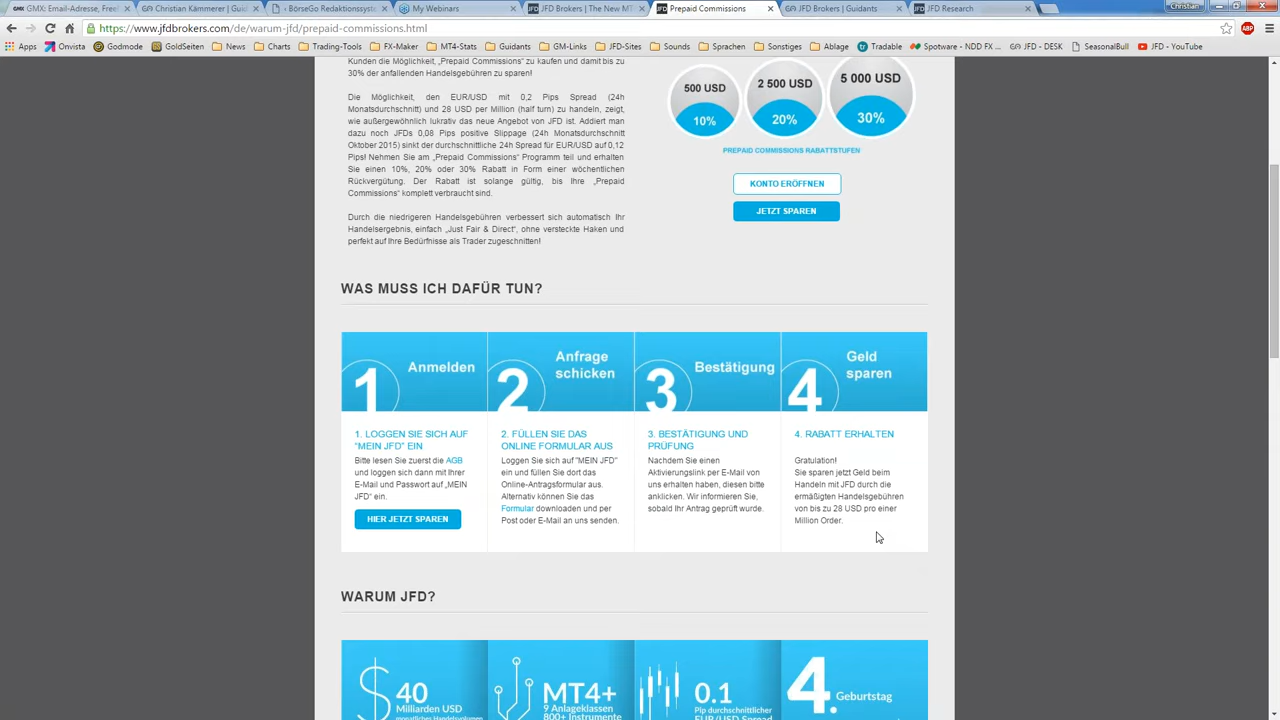 GMX: Email-Adresse, FreeM
Christian Kämmerer | Guid
‹ BörseGo Redaktionssyst
My Webinars
JFD Brokers | The New MT
Prepaid Commissions
JFD Brokers | Guidants
JFD Research
Christian
https://www.jfdbrokers.com/de/warum-jfd/prepaid-commissions.html
Apps
Onvista
Godmode
GoldSeiten
News
Charts
Trading-Tools
FX-Maker
MT4-Stats
Guidants
GM-Links
JFD-Sites
Sounds
Sprachen
Sonstiges
Ablage
Tradable
Spotware - NDD FX ...
JFD - DESK
SeasonalBull
JFD - YouTube
Kunden die Möglichkeit, „Prepaid Commissions“ zu kaufen und damit bis zu
30% der anfallenden Handelsgebühren zu sparen!
Die Möglichkeit, den EUR/USD mit 0,2 Pips Spread (24h
Monatsdurchschnitt) und 28 USD per Million (half turn) zu handeln, zeigt,
wie außergewöhnlich lukrativ das neue Angebot von JFD ist. Addiert man
dazu noch JFDs 0,08 Pips positive Slippage (24h Monatsdurchschnitt
Oktober 2015) sinkt der durchschnittliche 24h Spread für EUR/USD auf 0,12
Pips! Nehmen Sie am „Prepaid Commissions“ Programm teil und erhalten
Sie einen 10%, 20% oder 30% Rabatt in Form einer wöchentlichen
Rückvergütung. Der Rabatt ist solange gültig, bis Ihre „Prepaid
Commissions“ komplett verbraucht sind.
Durch die niedrigeren Handelsgebühren verbessert sich automatisch Ihr
Handelsergebnis, einfach „Just Fair & Direct“, ohne versteckte Haken und
perfekt auf Ihre Bedürfnisse als Trader zugeschnitten!
500 USD
10%
2 500 USD
20%
5 000 USD
30%
PREPAID COMMISSIONS RABATTSTUFEN
KONTO ERÖFFNEN
JETZT SPAREN
WAS MUSS ICH DAFÜR TUN?
1 Anmelden
1. LOGGEN SIE SICH AUF
"MEIN JFD" EIN
Bitte lesen Sie zuerst die AGB
und loggen sich dann mit Ihrer
E-Mail und Passwort auf „MEIN
JFD“ ein.
HIER JETZT SPAREN
2 Anfrage
schicken
2. FÜLLEN SIE DAS
ONLINE FORMULAR AUS
Loggen Sie sich auf "MEIN JFD"
ein und füllen Sie dort das
Online-Antragsformular aus.
Alternativ können Sie das
Formular downloaden und per
Post oder E-Mail an uns senden.
3 Bestätigung
3. BESTÄTIGUNG UND
PRÜFUNG
Nachdem Sie einen
Aktivierungslink per E-Mail von
uns erhalten haben, diesen bitte
anklicken. Wir informieren Sie,
sobald Ihr Antrag geprüft wurde.
4 Geld
sparen
4. RABATT ERHALTEN
Gratulation!
Sie sparen jetzt Geld beim
Handeln mit JFD durch die
ermäßigten Handelsgebühren
von bis zu 28 USD pro einer
Million Order.
WARUM JFD?
$ 40
Milliarden USD
monatliches Handelsvolumen
MT4+
9 Anlageklassen
800+ Instrumente
0.1
Pip durchschnittlicher
EUR/USD Spread
4. Geburtstag